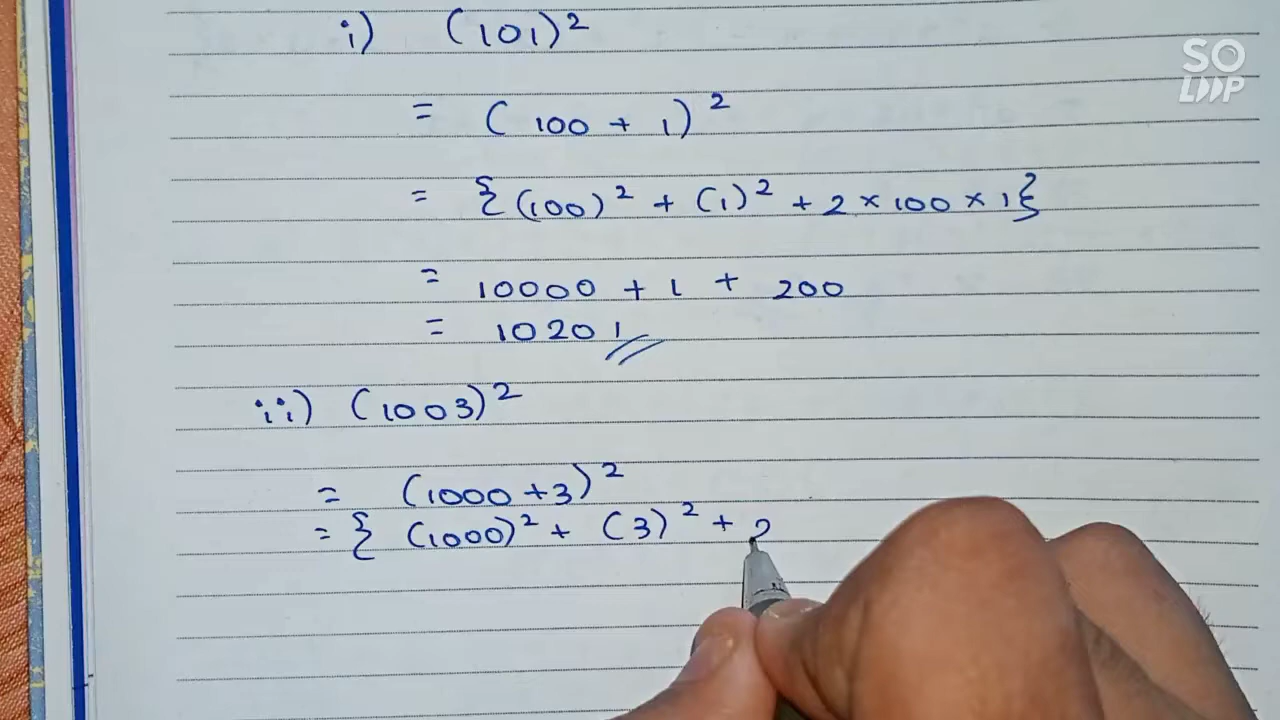 i) (101)²
= (100 + 1)²
= {(100)² + (1)² + 2 × 100 × 1}
= 10000 + 1 + 200
= 10201
ii) (1003)²
= (1000 + 3)²
= { (1000)² + (3)² + 2
SO
LOOP